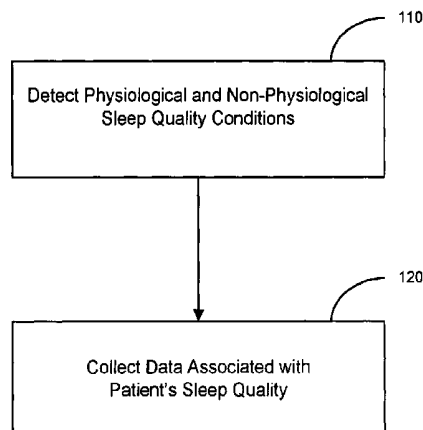 110
Detect Physiological and Non-Physiological
Sleep Quality Conditions
120
Collect Data Associated with
Patient's Sleep Quality